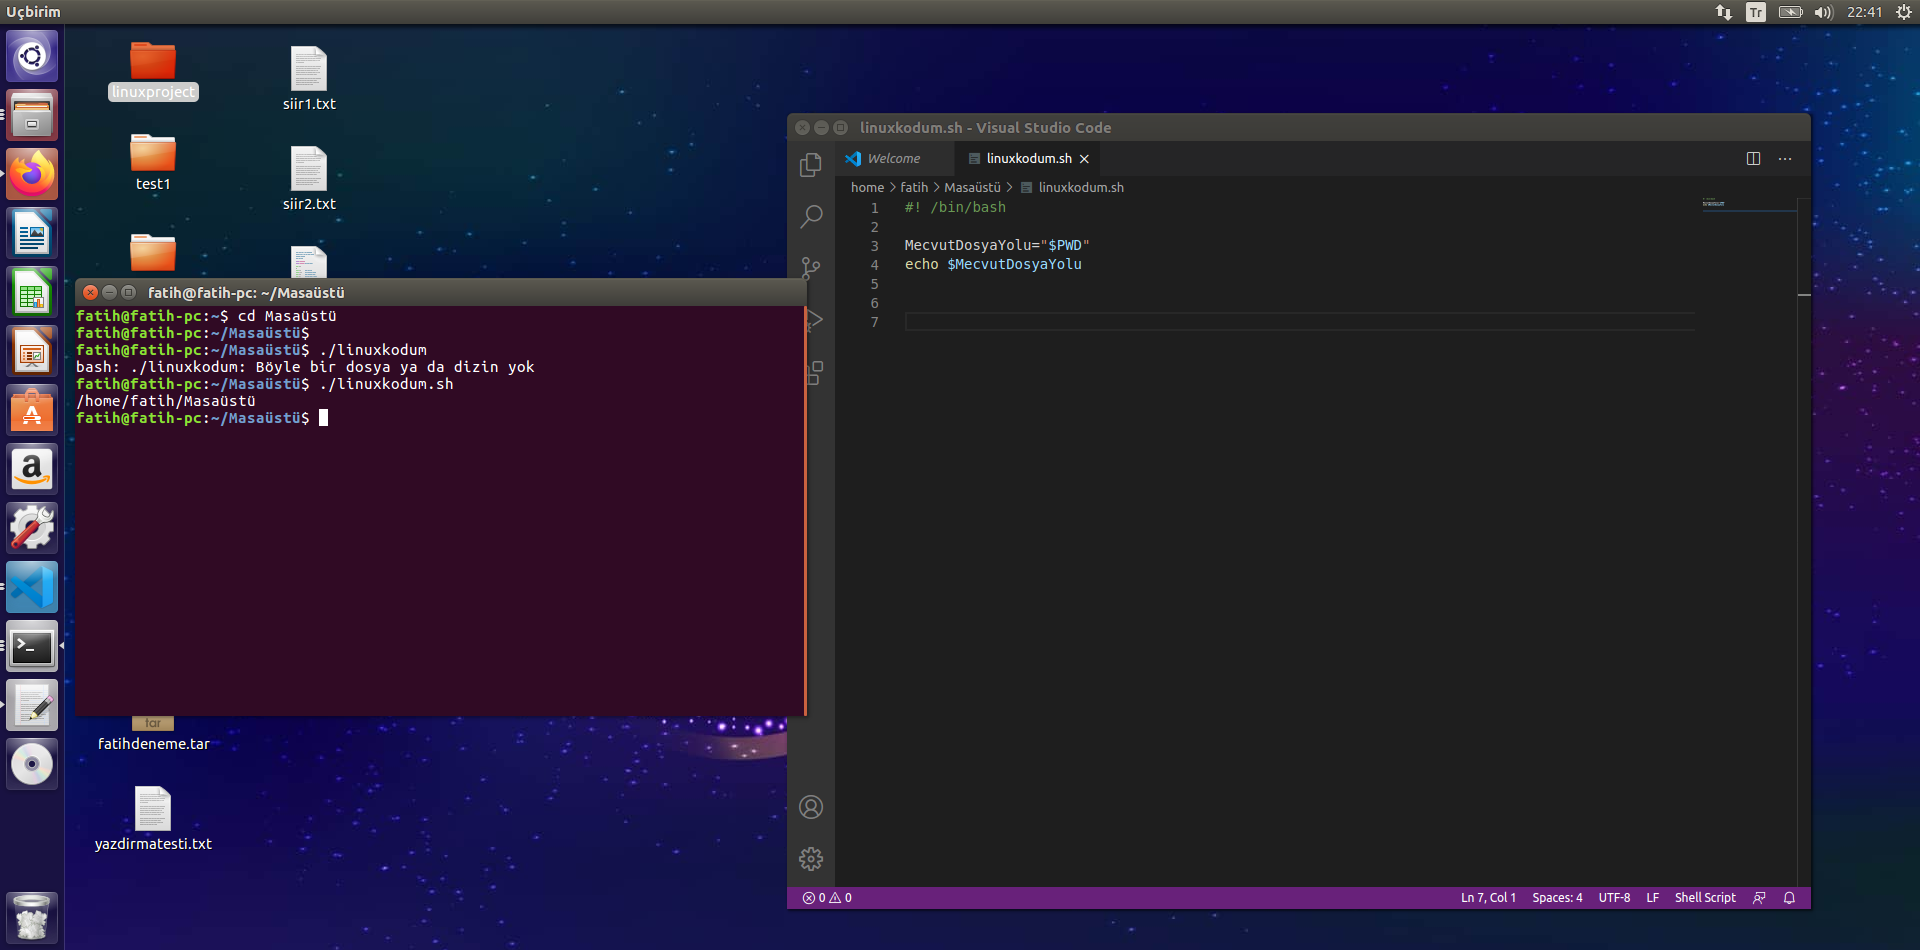 Uçbirim
Tr
22:41
linuxproject
siir1.txt
test1
siir2.txt
fatih@fatih-pc: ~/Masaüstü
fatih@fatih-pc:~$ cd Masaüstü
fatih@fatih-pc:~/Masaüstü$
fatih@fatih-pc:~/Masaüstü$ ./linuxkodum
bash: ./linuxkodum: Böyle bir dosya ya da dizin yok
fatih@fatih-pc:~/Masaüstü$ ./linuxkodum.sh
/home/fatih/Masaüstü
fatih@fatih-pc:~/Masaüstü$
tar
fatihdeneme.tar
yazdirmatesti.txt
linuxkodum.sh - Visual Studio Code
Welcome
linuxkodum.sh
home > fatih > Masaüstü > linuxkodum.sh
1 #! /bin/bash
2
3 MecvutDosyaYolu="$PWD"
4 echo $MecvutDosyaYolu
5
6
7
0 0
Ln 7, Col 1 Spaces: 4 UTF-8 LF Shell Script